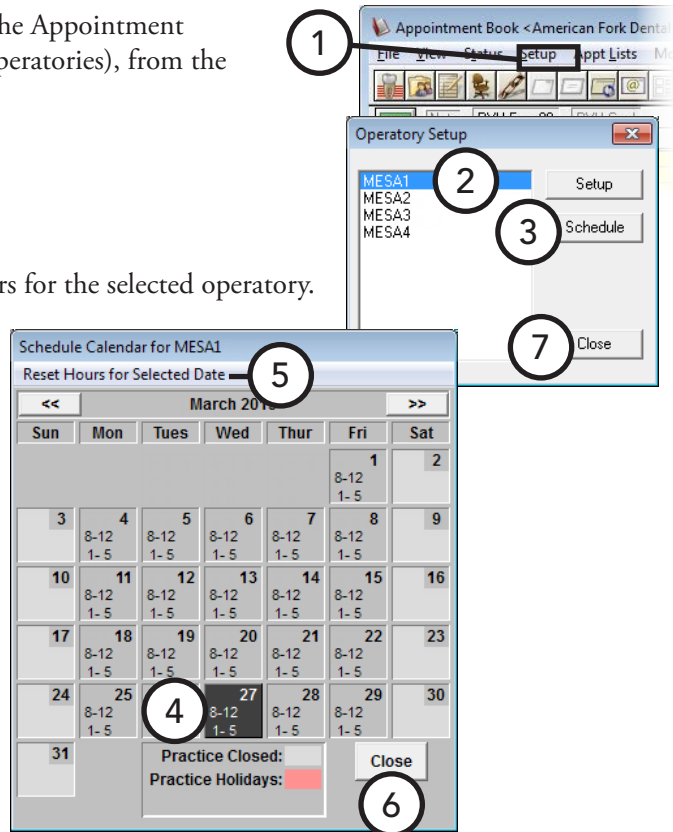 he Appointment
peratories), from the
1
Appointment Book <American Fork Dental
File View Status Setup Appt Lists
Operatory Setup
MESA1
MESA2
MESA3
MESA4
2
Setup
3
Schedule
7
Close
rs for the selected operatory.
Schedule Calendar for MESA1
Reset Hours for Selected Date
5
<< March >>
Sun Mon Tues Wed Thur Fri Sat
1 2
8-12
1- 5
3 4 5 6 7 8 9
8-12 8-12 8-12 8-12 8-12
1- 5 1- 5 1- 5 1- 5 1- 5
10 11 12 13 14 15 16
8-12 8-12 8-12 8-12 8-12
1- 5 1- 5 1- 5 1- 5 1- 5
17 18 19 20 21 22 23
8-12 8-12 8-12 8-12 8-12
1- 5 1- 5 1- 5 1- 5 1- 5
24 25 4 27 28 29 30
8-12 8-12 8-12 8-12
1- 5 1- 5 1- 5 1- 5
31
Practice Closed:
Practice Holidays:
Close
6